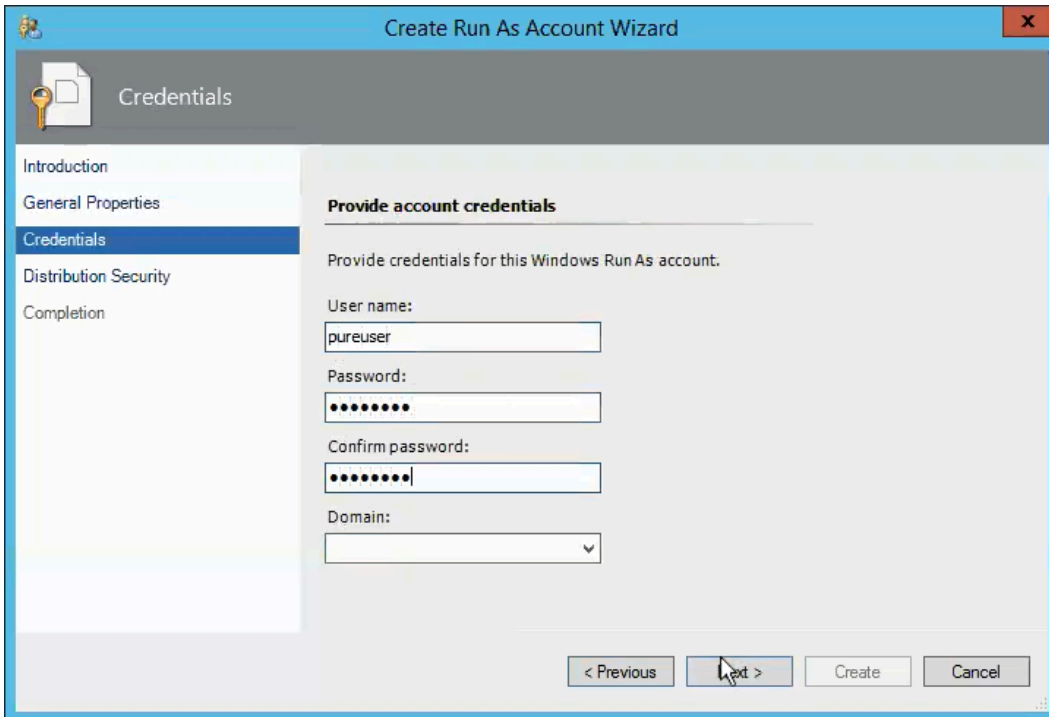 Create Run As Account Wizard
x
Credentials
Introduction
General Properties
Credentials
Distribution Security
Completion
Provide account credentials
Provide credentials for this Windows Run As account.
User name:
pureuser
Password:
••••••••
Confirm password:
••••••••
Domain:
< Previous
Next >
Create
Cancel